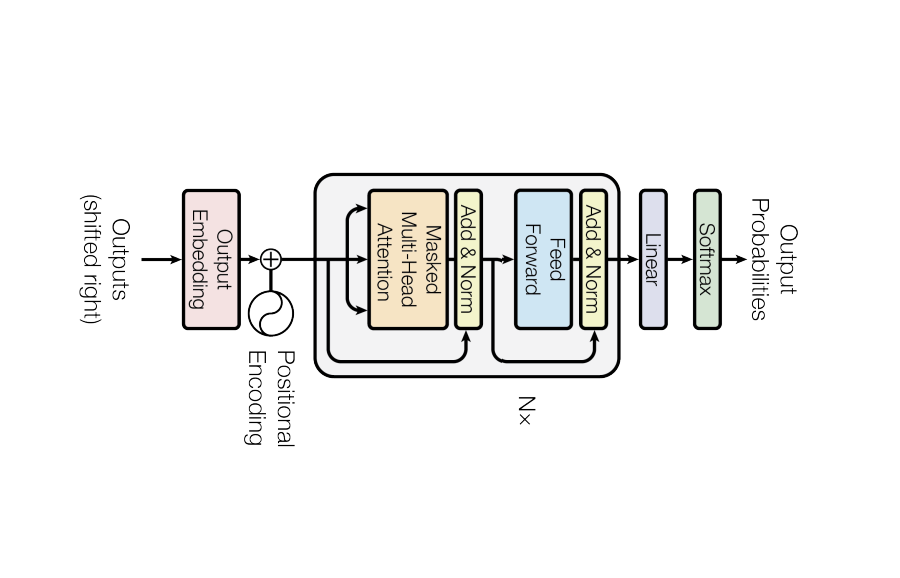 Output
Probabilities
Softmax
Linear
Add & Norm
Feed
Forward
Add & Norm
Masked
Multi-Head
Attention
Nx
Positional
Encoding
Output
Embedding
Outputs
(shifted right)